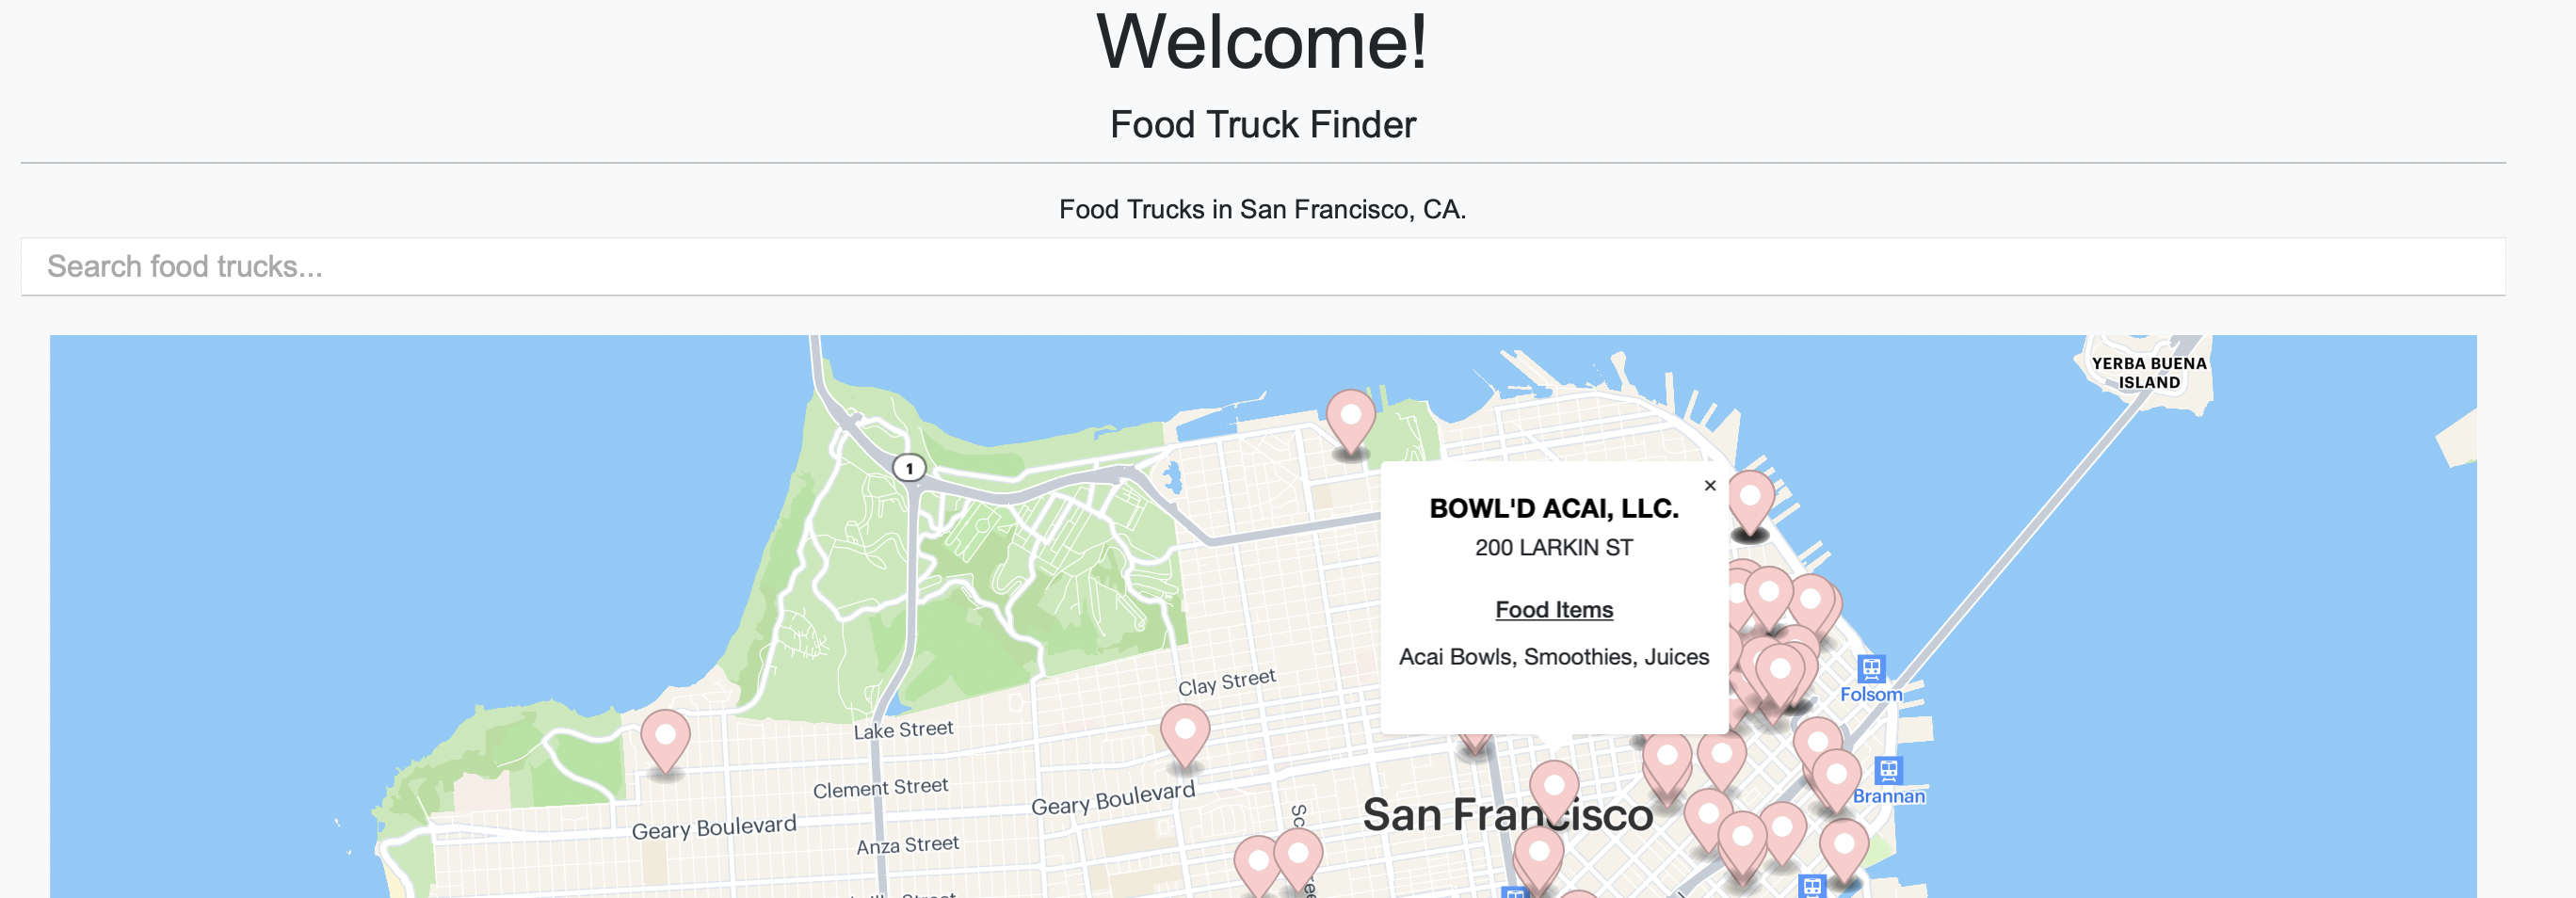 Welcome!
Food Truck Finder
Food Trucks in San Francisco, CA.
Search food trucks...
YERBA BUENA
ISLAND
1
×
BOWL'D ACAI, LLC.
200 LARKIN ST
Food Items
Acai Bowls, Smoothies, Juices
Folsom
Clay Street
Lake Street
Clement Street
Geary Boulevard
Geary Boulevard
Brannan
San Francisco
Anza Street